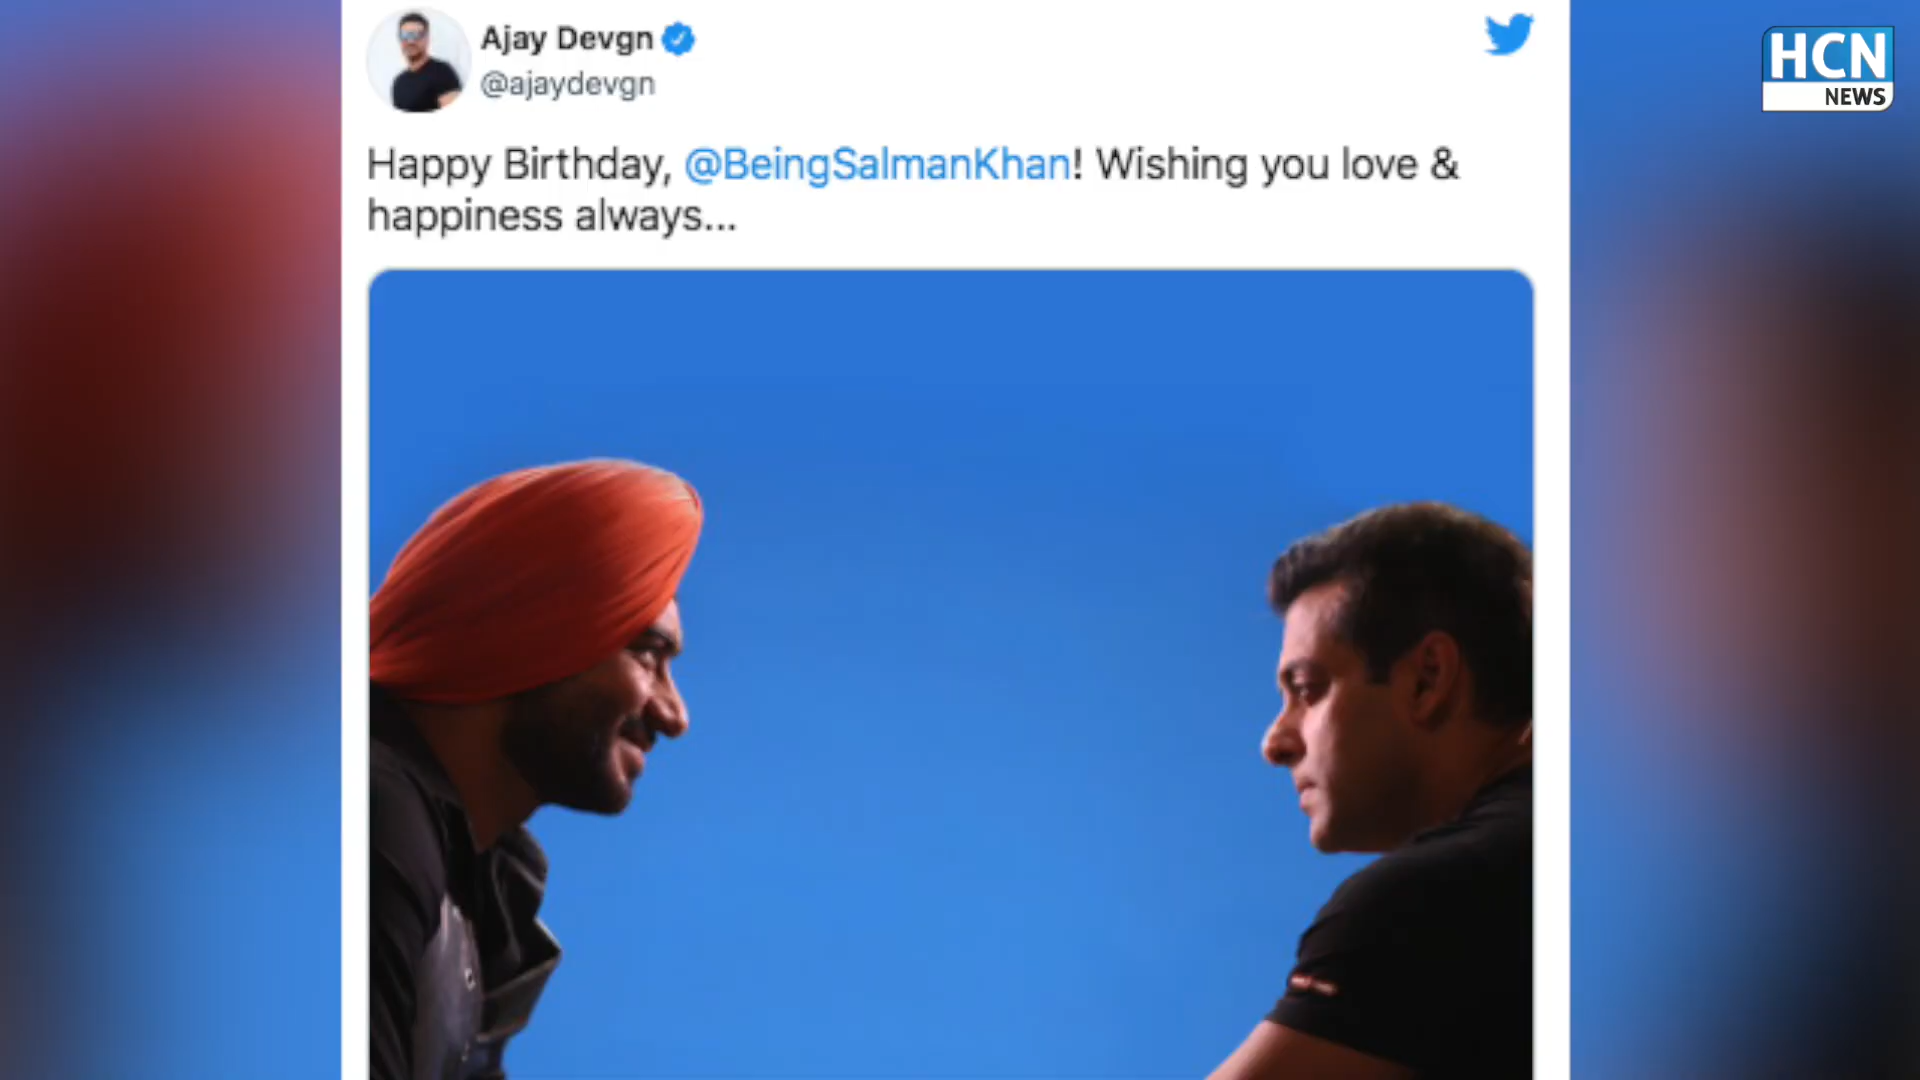 Ajay Devgn
@ajaydevgn
HCN
NEWS
Happy Birthday, @BeingSalmanKhan! Wishing you love &
happiness always...